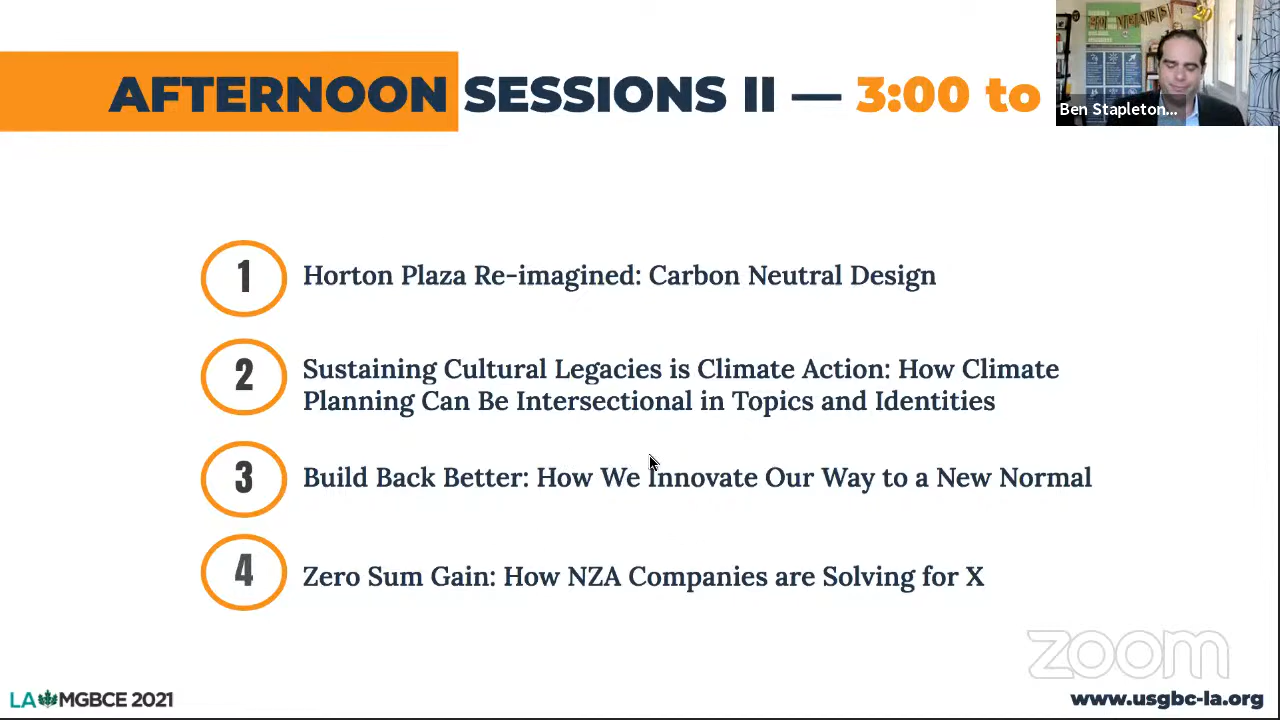 AFTERNOON SESSIONS II — 3:00 to
Ben Stapleton...
1
Horton Plaza Re-imagined: Carbon Neutral Design
2
Sustaining Cultural Legacies is Climate Action: How Climate
Planning Can Be Intersectional in Topics and Identities
3
Build Back Better: How We Innovate Our Way to a New Normal
4
Zero Sum Gain: How NZA Companies are Solving for X
zoom
LA MGBCE 2021
www.usgbc-la.org